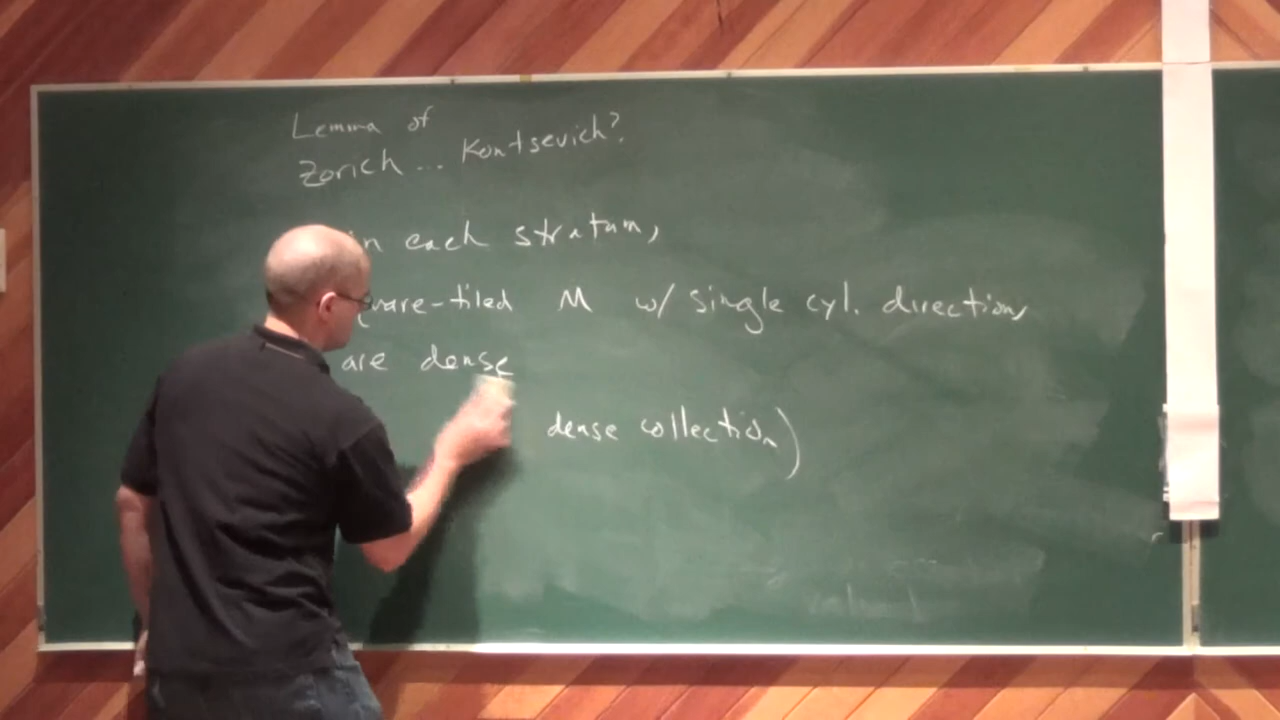 Lemma of
Zorich ... Kontsevich?
in each stratum,
square-tiled M w/ single cyl. direction,
are dense
dense collection)